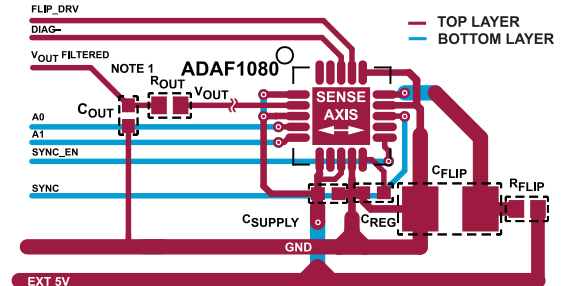 FLIP_DRV
DIAG–
VOUT FILTERED
NOTE 1
ROUT
ADAF1080
TOP LAYER
BOTTOM LAYER
COUT
VOUT
SENSE
AXIS
A0
A1
SYNC_EN
SYNC
CFLIP
RFLIP
CSUPPLY
CREG
GND
EXT 5V